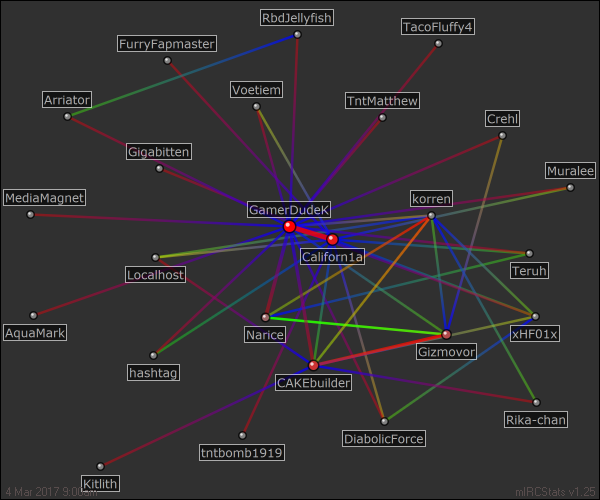 RbdJellyfish
TacoFluffy4
FurryFapmaster
Voetiem
TntMatthew
Arriator
Crehl
Gigabitten
Muralee
MediaMagnet
korren
GamerDudeK
Californ1a
Localhost
Teruh
AquaMark
Narice
xHF01x
Gizmovor
hashtag
CAKEbuilder
Rika-chan
DiabolicForce
tntbomb1919
Kitlith
4 Mar 2017 9:00am
mIRCStats v1.25